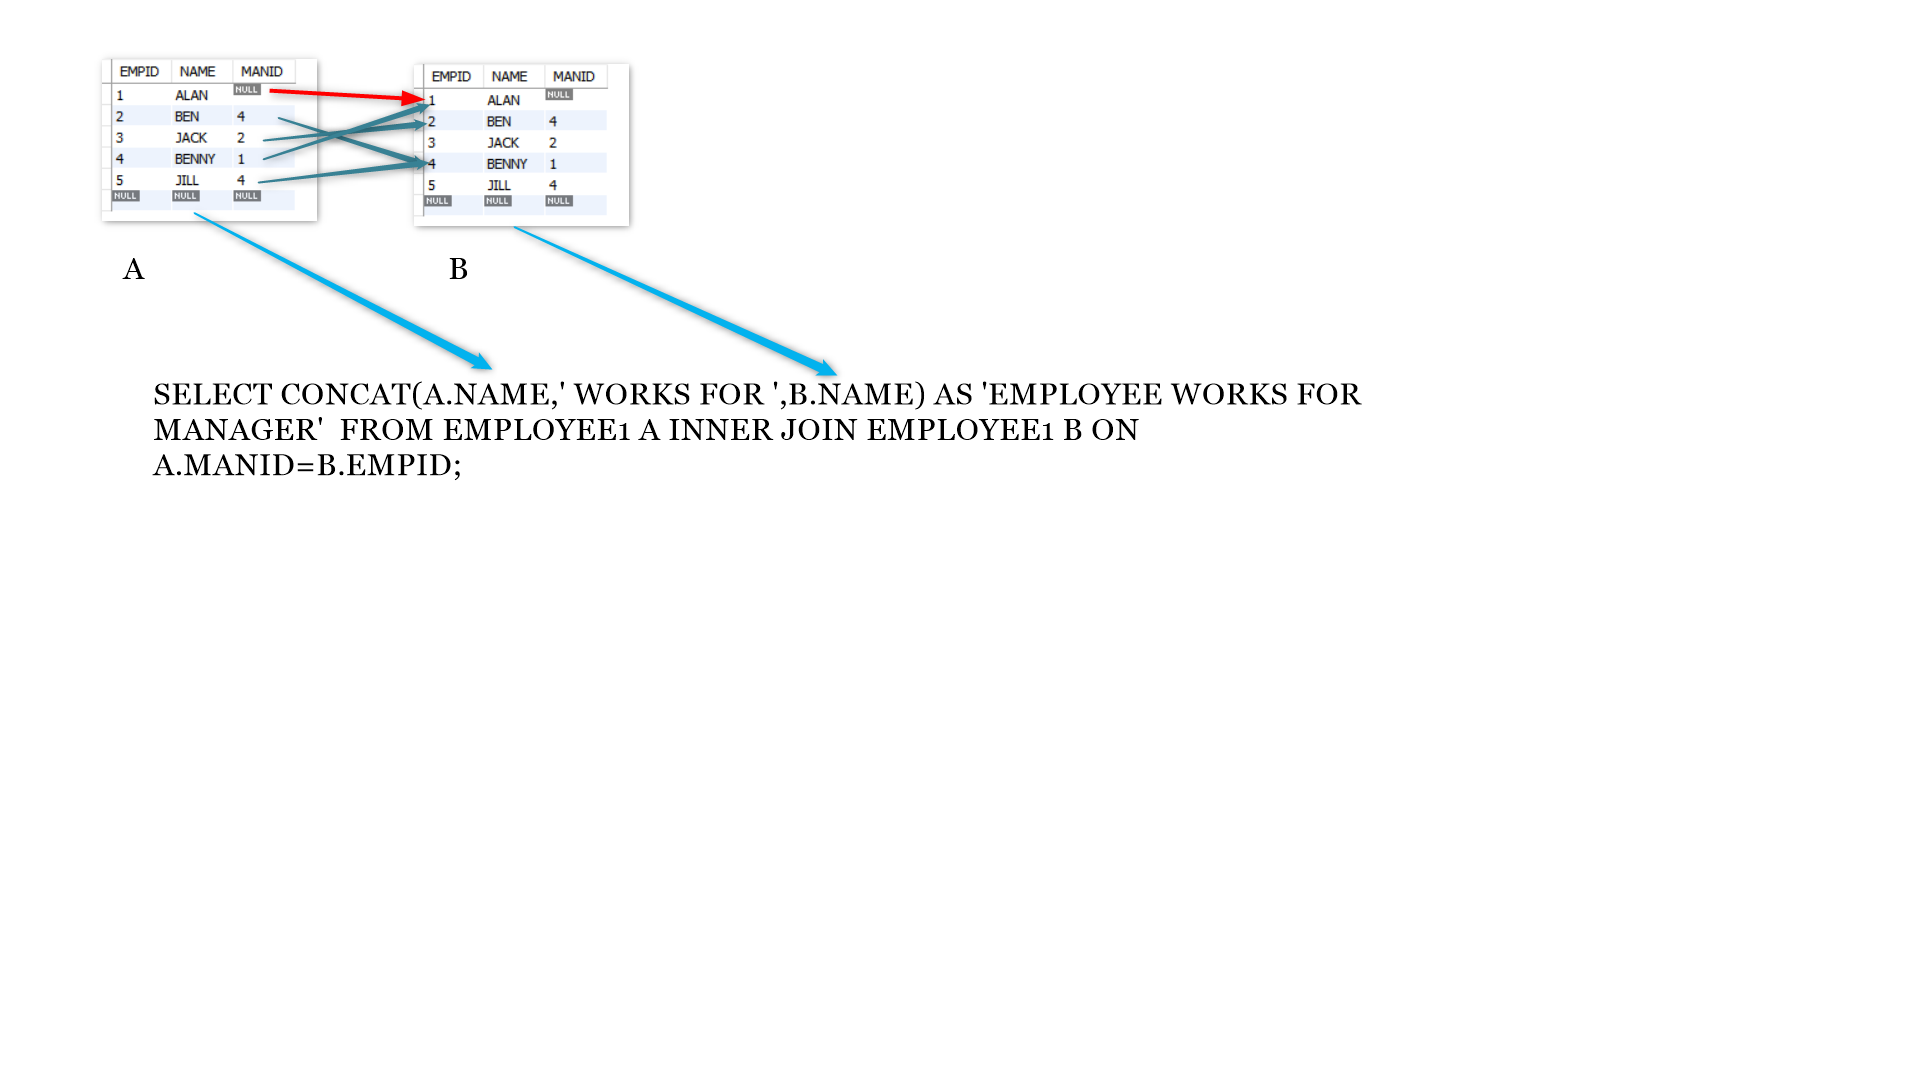 EMPID NAME MANID
1 ALAN NULL
2 BEN 4
3 JACK 2
4 BENNY 1
5 JILL 4
NULL NULL NULL
EMPID NAME MANID
1 ALAN NULL
2 BEN 4
3 JACK 2
4 BENNY 1
5 JILL 4
NULL NULL NULL
A
B
SELECT CONCAT(A.NAME,' WORKS FOR ',B.NAME) AS 'EMPLOYEE WORKS FOR
MANAGER'  FROM EMPLOYEE1 A INNER JOIN EMPLOYEE1 B ON
A.MANID=B.EMPID;